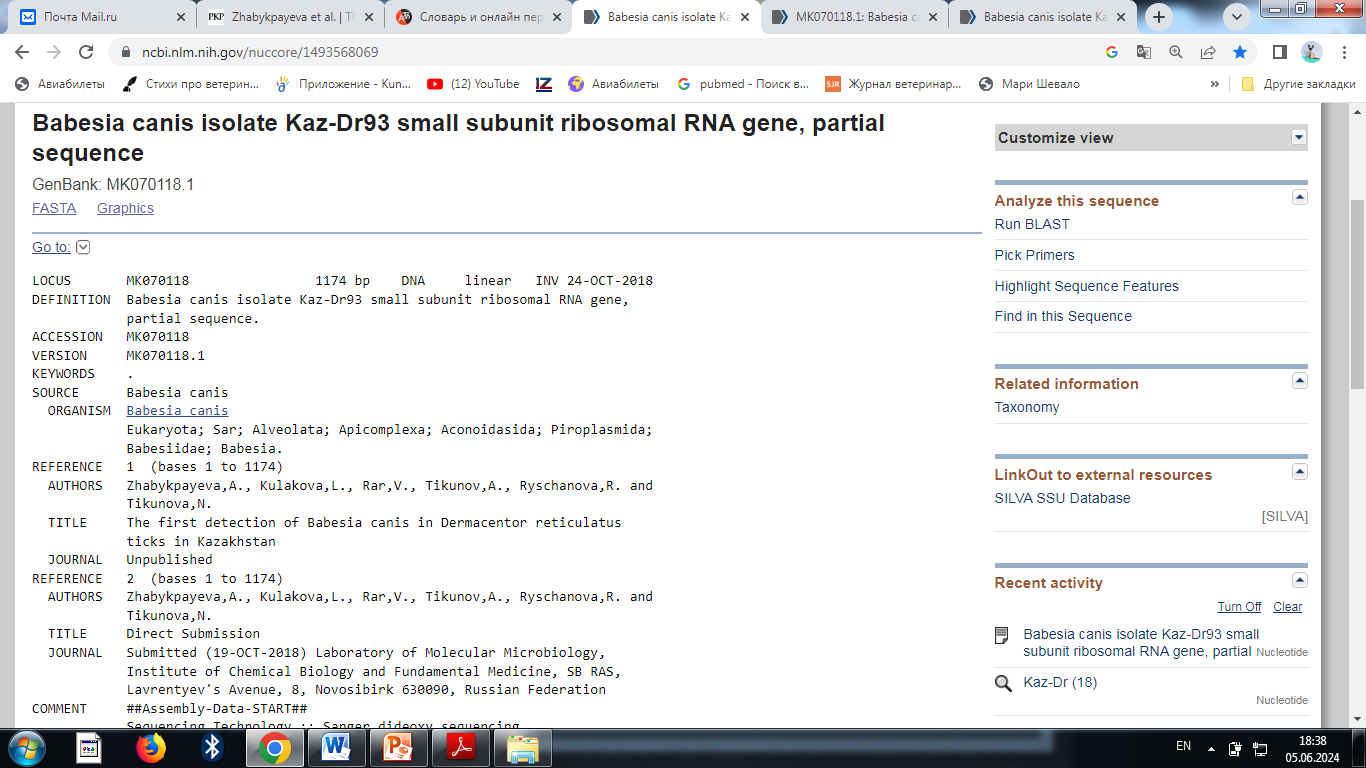 Почта Mail.ru
Zhabykpayeva et al. | Th
Словарь и онлайн пер
Babesia canis isolate Ka
MK070118.1: Babesia ca
Babesia canis isolate Ka
ncbi.nlm.nih.gov/nuccore/1493568069
Авиабилеты
Стихи про ветерин...
Приложение - Kun...
(12) YouTube
IZ
Авиабилеты
pubmed - Поиск в...
SJR Журнал ветеринар...
Мари Шевало
»
Другие закладки
Babesia canis isolate Kaz-Dr93 small subunit ribosomal RNA gene, partial
sequence
GenBank: MK070118.1
FASTA Graphics
Go to:
LOCUS MK070118 1174 bp DNA linear INV 24-OCT-2018
DEFINITION Babesia canis isolate Kaz-Dr93 small subunit ribosomal RNA gene,
partial sequence.
ACCESSION MK070118
VERSION MK070118.1
KEYWORDS .
SOURCE Babesia canis
ORGANISM Babesia canis
Eukaryota; Sar; Alveolata; Apicomplexa; Aconoidasida; Piroplasmida;
Babesiidae; Babesia.
REFERENCE 1 (bases 1 to 1174)
AUTHORS Zhabykpayeva,A., Kulakova,L., Rar,V., Tikunov,A., Ryschanova,R. and
Tikunova,N.
TITLE The first detection of Babesia canis in Dermacentor reticulatus
ticks in Kazakhstan
JOURNAL Unpublished
REFERENCE 2 (bases 1 to 1174)
AUTHORS Zhabykpayeva,A., Kulakova,L., Rar,V., Tikunov,A., Ryschanova,R. and
Tikunova,N.
TITLE Direct Submission
JOURNAL Submitted (19-OCT-2018) Laboratory of Molecular Microbiology,
Institute of Chemical Biology and Fundamental Medicine, SB RAS,
Lavrentyev's Avenue, 8, Novosibirk 630090, Russian Federation
COMMENT ##Assembly-Data-START##
Sequencing Technology :: Sanger dideoxy sequencing
Customize view
Analyze this sequence
Run BLAST
Pick Primers
Highlight Sequence Features
Find in this Sequence
Related information
Taxonomy
LinkOut to external resources
SILVA SSU Database
[SILVA]
Recent activity
Turn Off Clear
Babesia canis isolate Kaz-Dr93 small
subunit ribosomal RNA gene, partial Nucleotide
Kaz-Dr (18)
Nucleotide
EN
18:38
05.06.2024